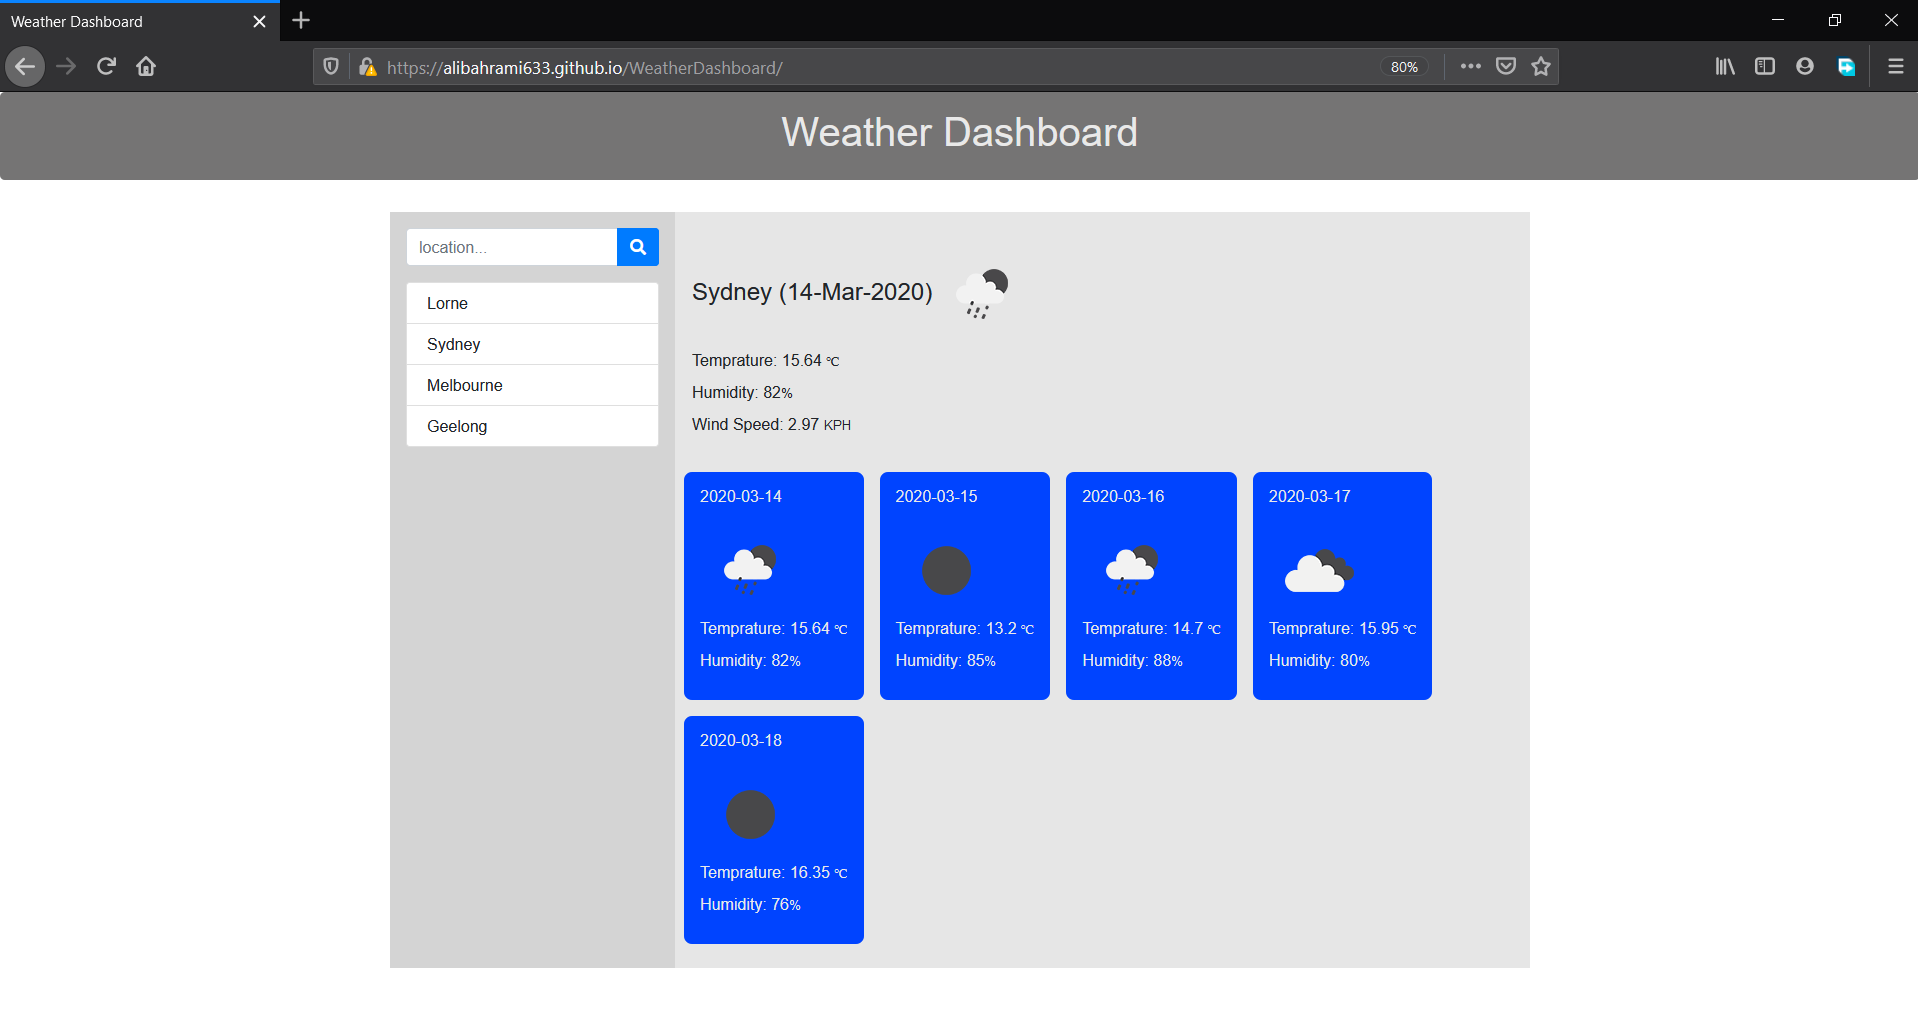 Weather Dashboard
https://alibahrami633.github.io/WeatherDashboard/
80%
Weather Dashboard
location...
Lorne
Sydney
Melbourne
Geelong
Sydney (14-Mar-2020)
Temprature: 15.64 °C
Humidity: 82%
Wind Speed: 2.97 KPH
2020-03-14
Temprature: 15.64 °C
Humidity: 82%
2020-03-15
Temprature: 13.2 °C
Humidity: 85%
2020-03-16
Temprature: 14.7 °C
Humidity: 88%
2020-03-17
Temprature: 15.95 °C
Humidity: 80%
2020-03-18
Temprature: 16.35 °C
Humidity: 76%